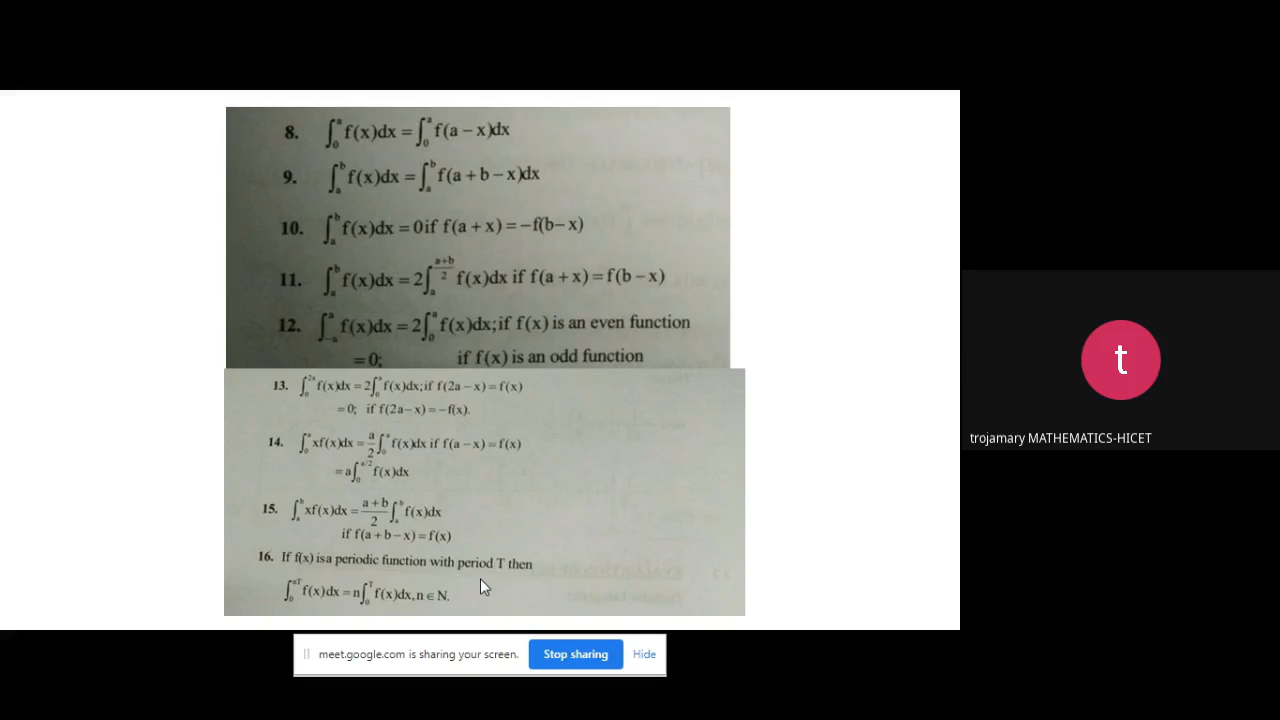 8. ∫₀ᵃ f(x)dx = ∫₀ᵃ f(a − x)dx
9. ∫ₐᵇ f(x)dx = ∫ₐᵇ f(a + b − x)dx
10. ∫ₐᵇ f(x)dx = 0 if f(a + x) = −f(b − x)
11. ∫ₐᵇ f(x)dx = 2∫ₐ^((a+b)/2) f(x)dx if f(a + x) = f(b − x)
12. ∫₋ₐᵃ f(x)dx = 2∫₀ᵃ f(x)dx; if f(x) is an even function
= 0; if f(x) is an odd function
13. ∫₀²ᵃ f(x)dx = 2∫₀ᵃ f(x)dx; if f(2a − x) = f(x)
= 0; if f(2a − x) = −f(x).
14. ∫₀ᵃ xf(x)dx = a/2 ∫₀ᵃ f(x)dx if f(a − x) = f(x)
= a∫₀^(a/2) f(x)dx
15. ∫ₐᵇ xf(x)dx = (a + b)/2 ∫ₐᵇ f(x)dx
if f(a + b − x) = f(x)
16. If f(x) is a periodic function with period T then
∫₀ⁿᵀ f(x)dx = n∫₀ᵀ f(x)dx, n ∈ N.
t
trojamary MATHEMATICS-HICET
meet.google.com is sharing your screen. Stop sharing Hide